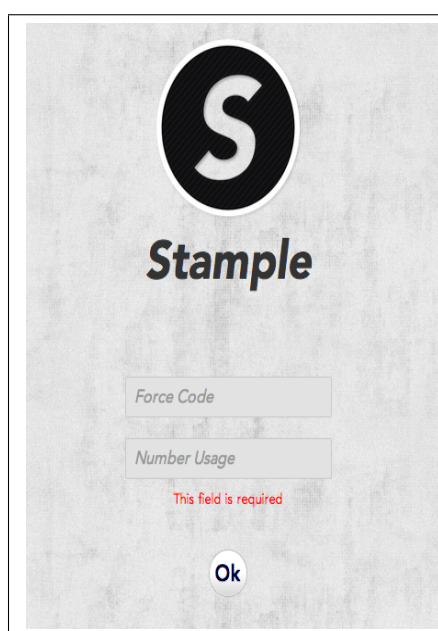 S
Stample
Force Code
Number Usage
This field is required
Ok